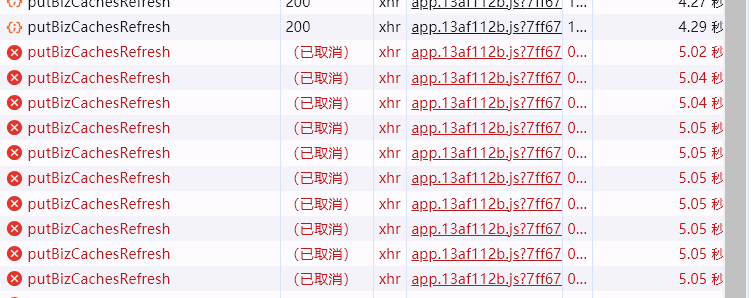 putBizCachesRefresh 200 xhr app.13af112b.js?7ff67 1... 4.27 秒
putBizCachesRefresh 200 xhr app.13af112b.js?7ff67 1... 4.29 秒
putBizCachesRefresh （已取消） xhr app.13af112b.js?7ff67 0... 5.02 秒
putBizCachesRefresh （已取消） xhr app.13af112b.js?7ff67 0... 5.04 秒
putBizCachesRefresh （已取消） xhr app.13af112b.js?7ff67 0... 5.04 秒
putBizCachesRefresh （已取消） xhr app.13af112b.js?7ff67 0... 5.05 秒
putBizCachesRefresh （已取消） xhr app.13af112b.js?7ff67 0... 5.05 秒
putBizCachesRefresh （已取消） xhr app.13af112b.js?7ff67 0... 5.05 秒
putBizCachesRefresh （已取消） xhr app.13af112b.js?7ff67 0... 5.05 秒
putBizCachesRefresh （已取消） xhr app.13af112b.js?7ff67 0... 5.05 秒
putBizCachesRefresh （已取消） xhr app.13af112b.js?7ff67 0... 5.05 秒
putBizCachesRefresh （已取消） xhr app.13af112b.js?7ff67 0... 5.05 秒